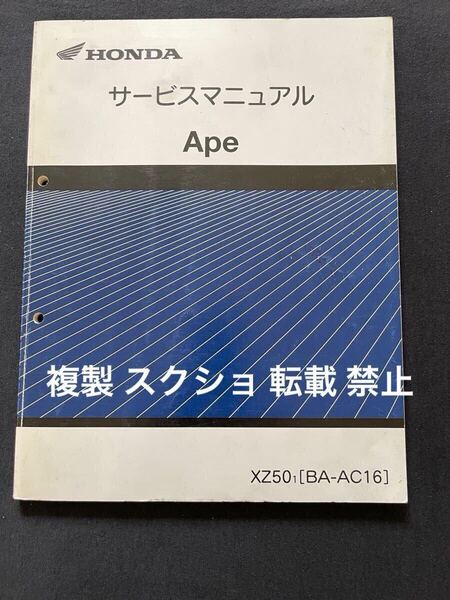 HONDA
サービスマニュアル
Ape
複製 スクショ 転載 禁止
XZ501[BA-AC16]